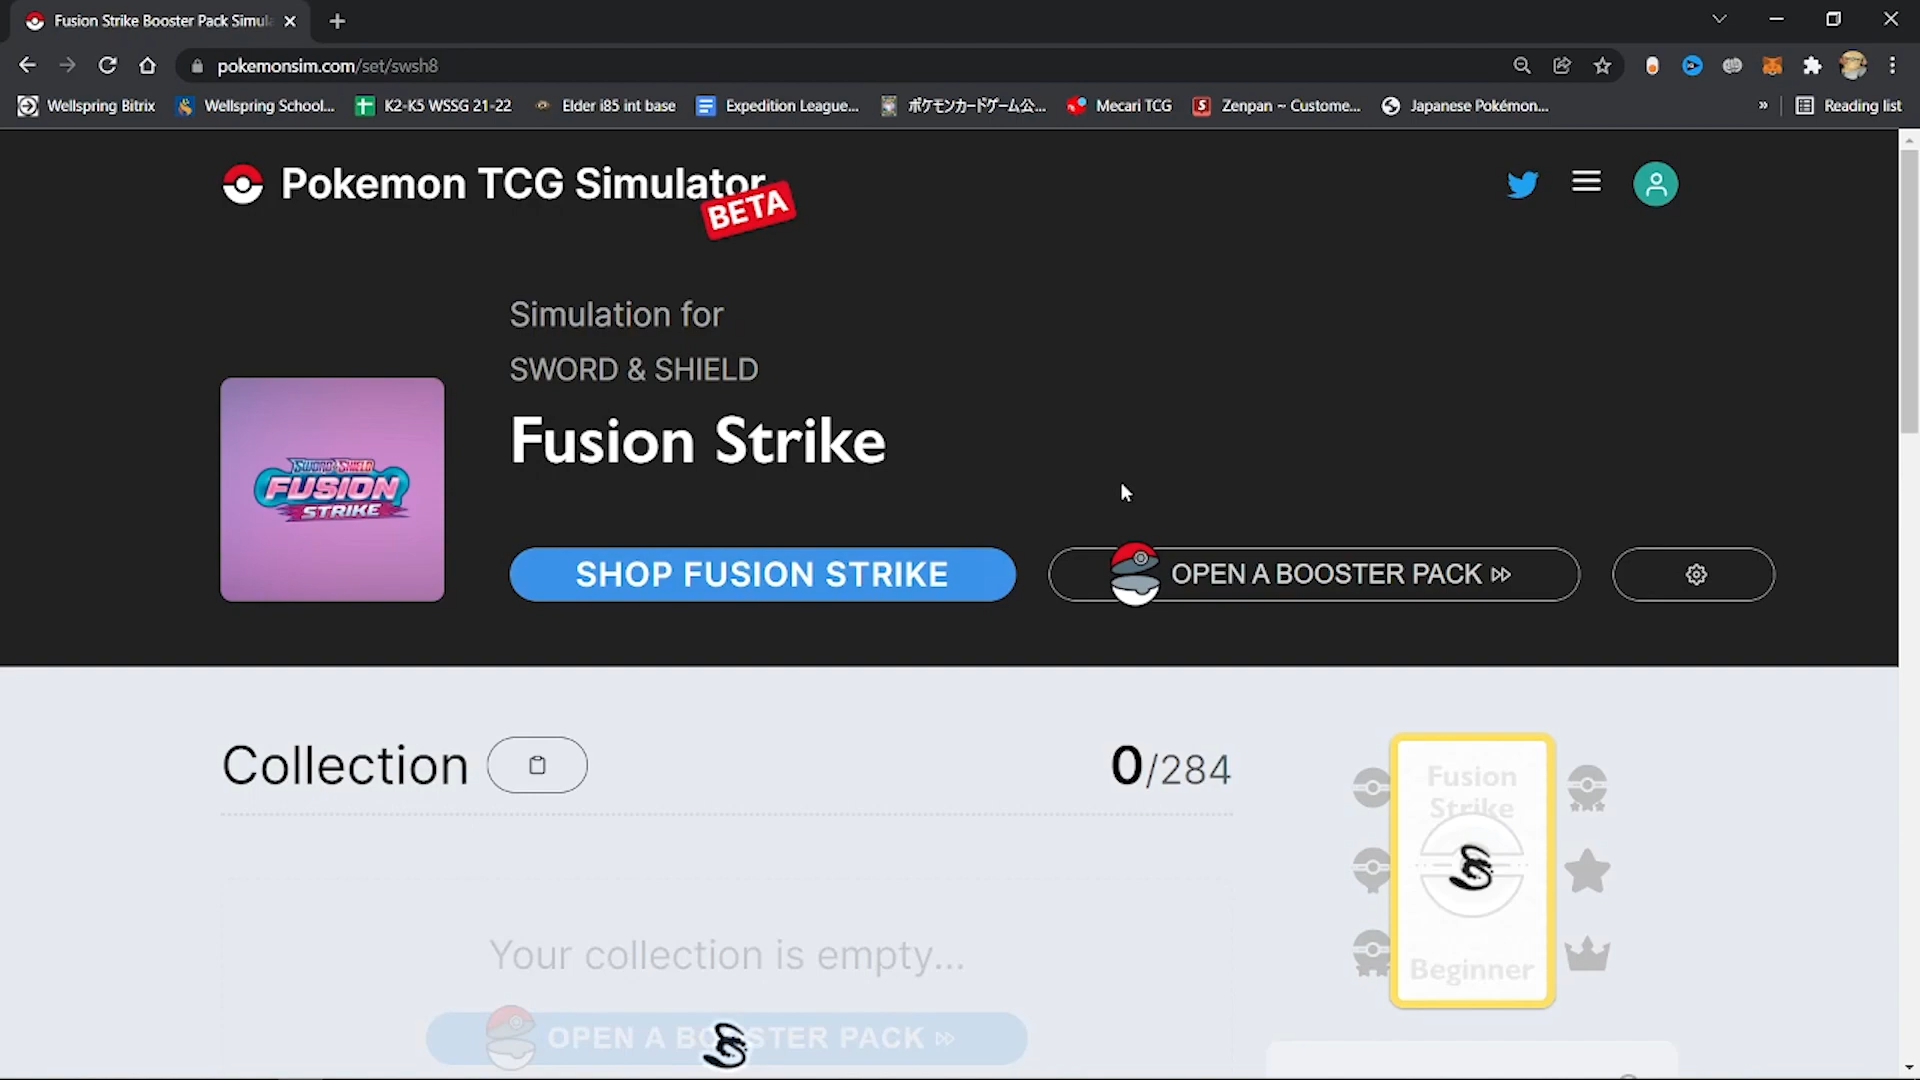 Fusion Strike Booster Pack Simula
pokemonsim.com/set/swsh8
Wellspring Bitrix
Wellspring School...
K2-K5 WSSG 21-22
Elder i85 int base
Expedition League...
ポケモンカードゲーム公...
Mecari TCG
Zenpan ~ Custome...
Japanese Pokémon...
»
Reading list
Pokemon TCG Simulator
BETA
Simulation for
SWORD & SHIELD
Fusion Strike
SWORD & SHIELD
FUSION
STRIKE
SHOP FUSION STRIKE
OPEN A BOOSTER PACK
Collection
0/284
Fusion
Strike
Beginner
Your collection is empty...
OPEN A BOOSTER PACK